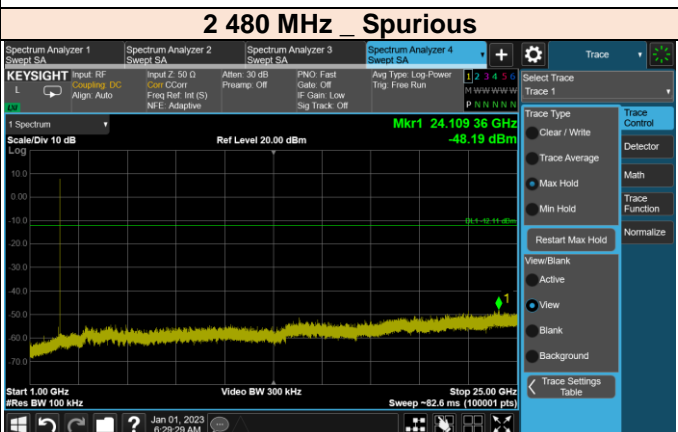 2 480 MHz _ Spurious
Spectrum Analyzer 1
Swept SA
Spectrum Analyzer 2
Swept SA
Spectrum Analyzer 3
Swept SA
Spectrum Analyzer 4
Swept SA
Trace
KEYSIGHT
L
Input: RF
Coupling: DC
Align: Auto
Input Z: 50 Ω
Corr CCorr
Freq Ref: Int (S)
NFE: Adaptive
Atten: 30 dB
Preamp: Off
PNO: Fast
Gate: Off
IF Gain: Low
Sig Track: Off
Avg Type: Log-Power
Trig: Free Run
1 2 3 4 5 6
M W W W W W
P N N N N N
Select Trace
Trace 1
1 Spectrum
Mkr1 24.109 36 GHz
Scale/Div 10 dB
Ref Level 20.00 dBm
-48.19 dBm
Log
10.0
0.00
-10.0
-20.0
-30.0
-40.0
-50.0
-60.0
-70.0
DL1 -12.11 dBm
1
Start 1.00 GHz
Video BW 300 kHz
Stop 25.00 GHz
#Res BW 100 kHz
Sweep ~82.6 ms (100001 pts)
Trace Type
Clear / Write
Trace Average
Max Hold
Min Hold
Restart Max Hold
View/Blank
Active
View
Blank
Background
Trace Settings
Table
Trace
Control
Detector
Math
Trace
Function
Normalize
?
Jan 01, 2023
6:29:29 AM